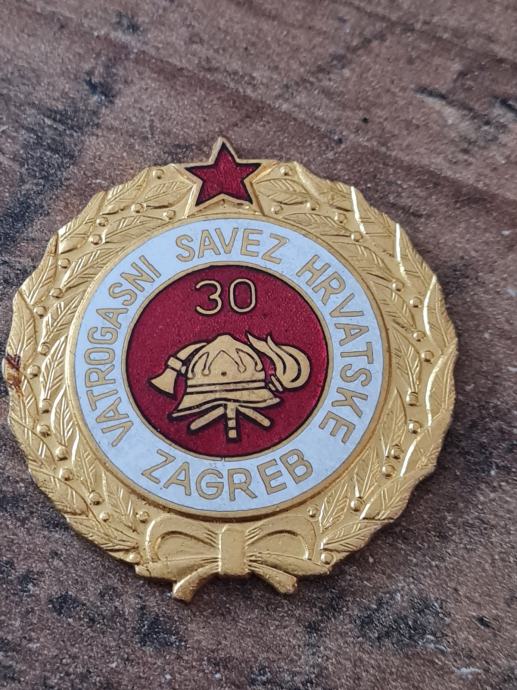 VATROGASNI SAVEZ HRVATSKE
30
ZAGREB